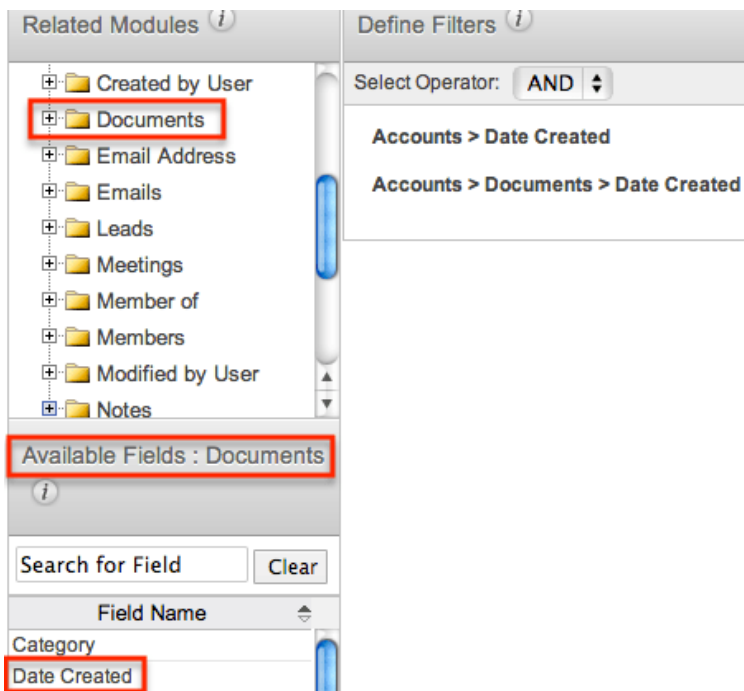 Related Modules i
Created by User
Documents
Email Address
Emails
Leads
Meetings
Member of
Members
Modified by User
Notes
Available Fields : Documents
i
Search for Field Clear
Field Name
Category
Date Created
Define Filters i
Select Operator: AND
Accounts > Date Created
Accounts > Documents > Date Created